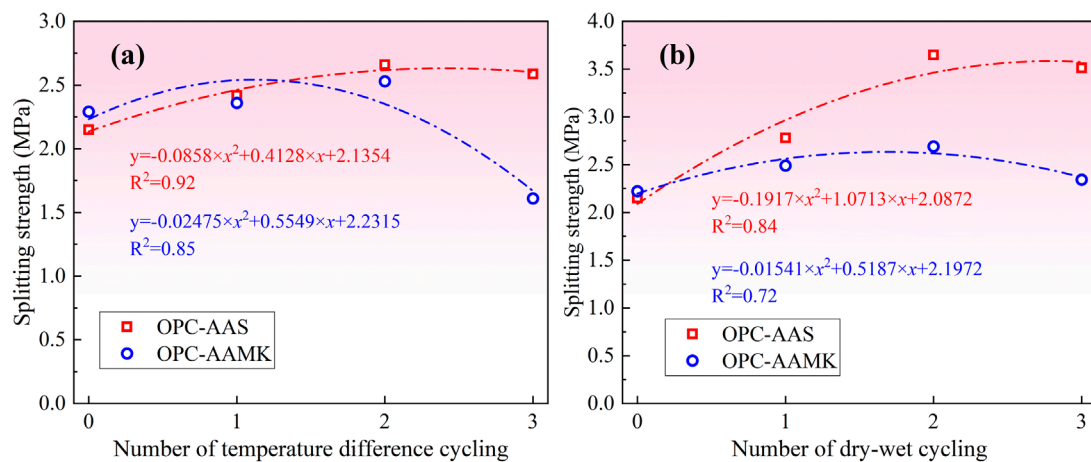 (a)
3.0
2.5
2.0
1.5
1.0
0.5
0.0
Splitting strength (MPa)
y=-0.0858×x²+0.4128×x+2.1354
R²=0.92
y=-0.02475×x²+0.5549×x+2.2315
R²=0.85
OPC-AAS
OPC-AAMK
0 1 2 3
Number of temperature difference cycling
(b)
4.0
3.5
3.0
2.5
2.0
1.5
1.0
0.5
0.0
Splitting strength (MPa)
y=-0.1917×x²+1.0713×x+2.0872
R²=0.84
y=-0.01541×x²+0.5187×x+2.1972
R²=0.72
OPC-AAS
OPC-AAMK
0 1 2 3
Number of dry-wet cycling